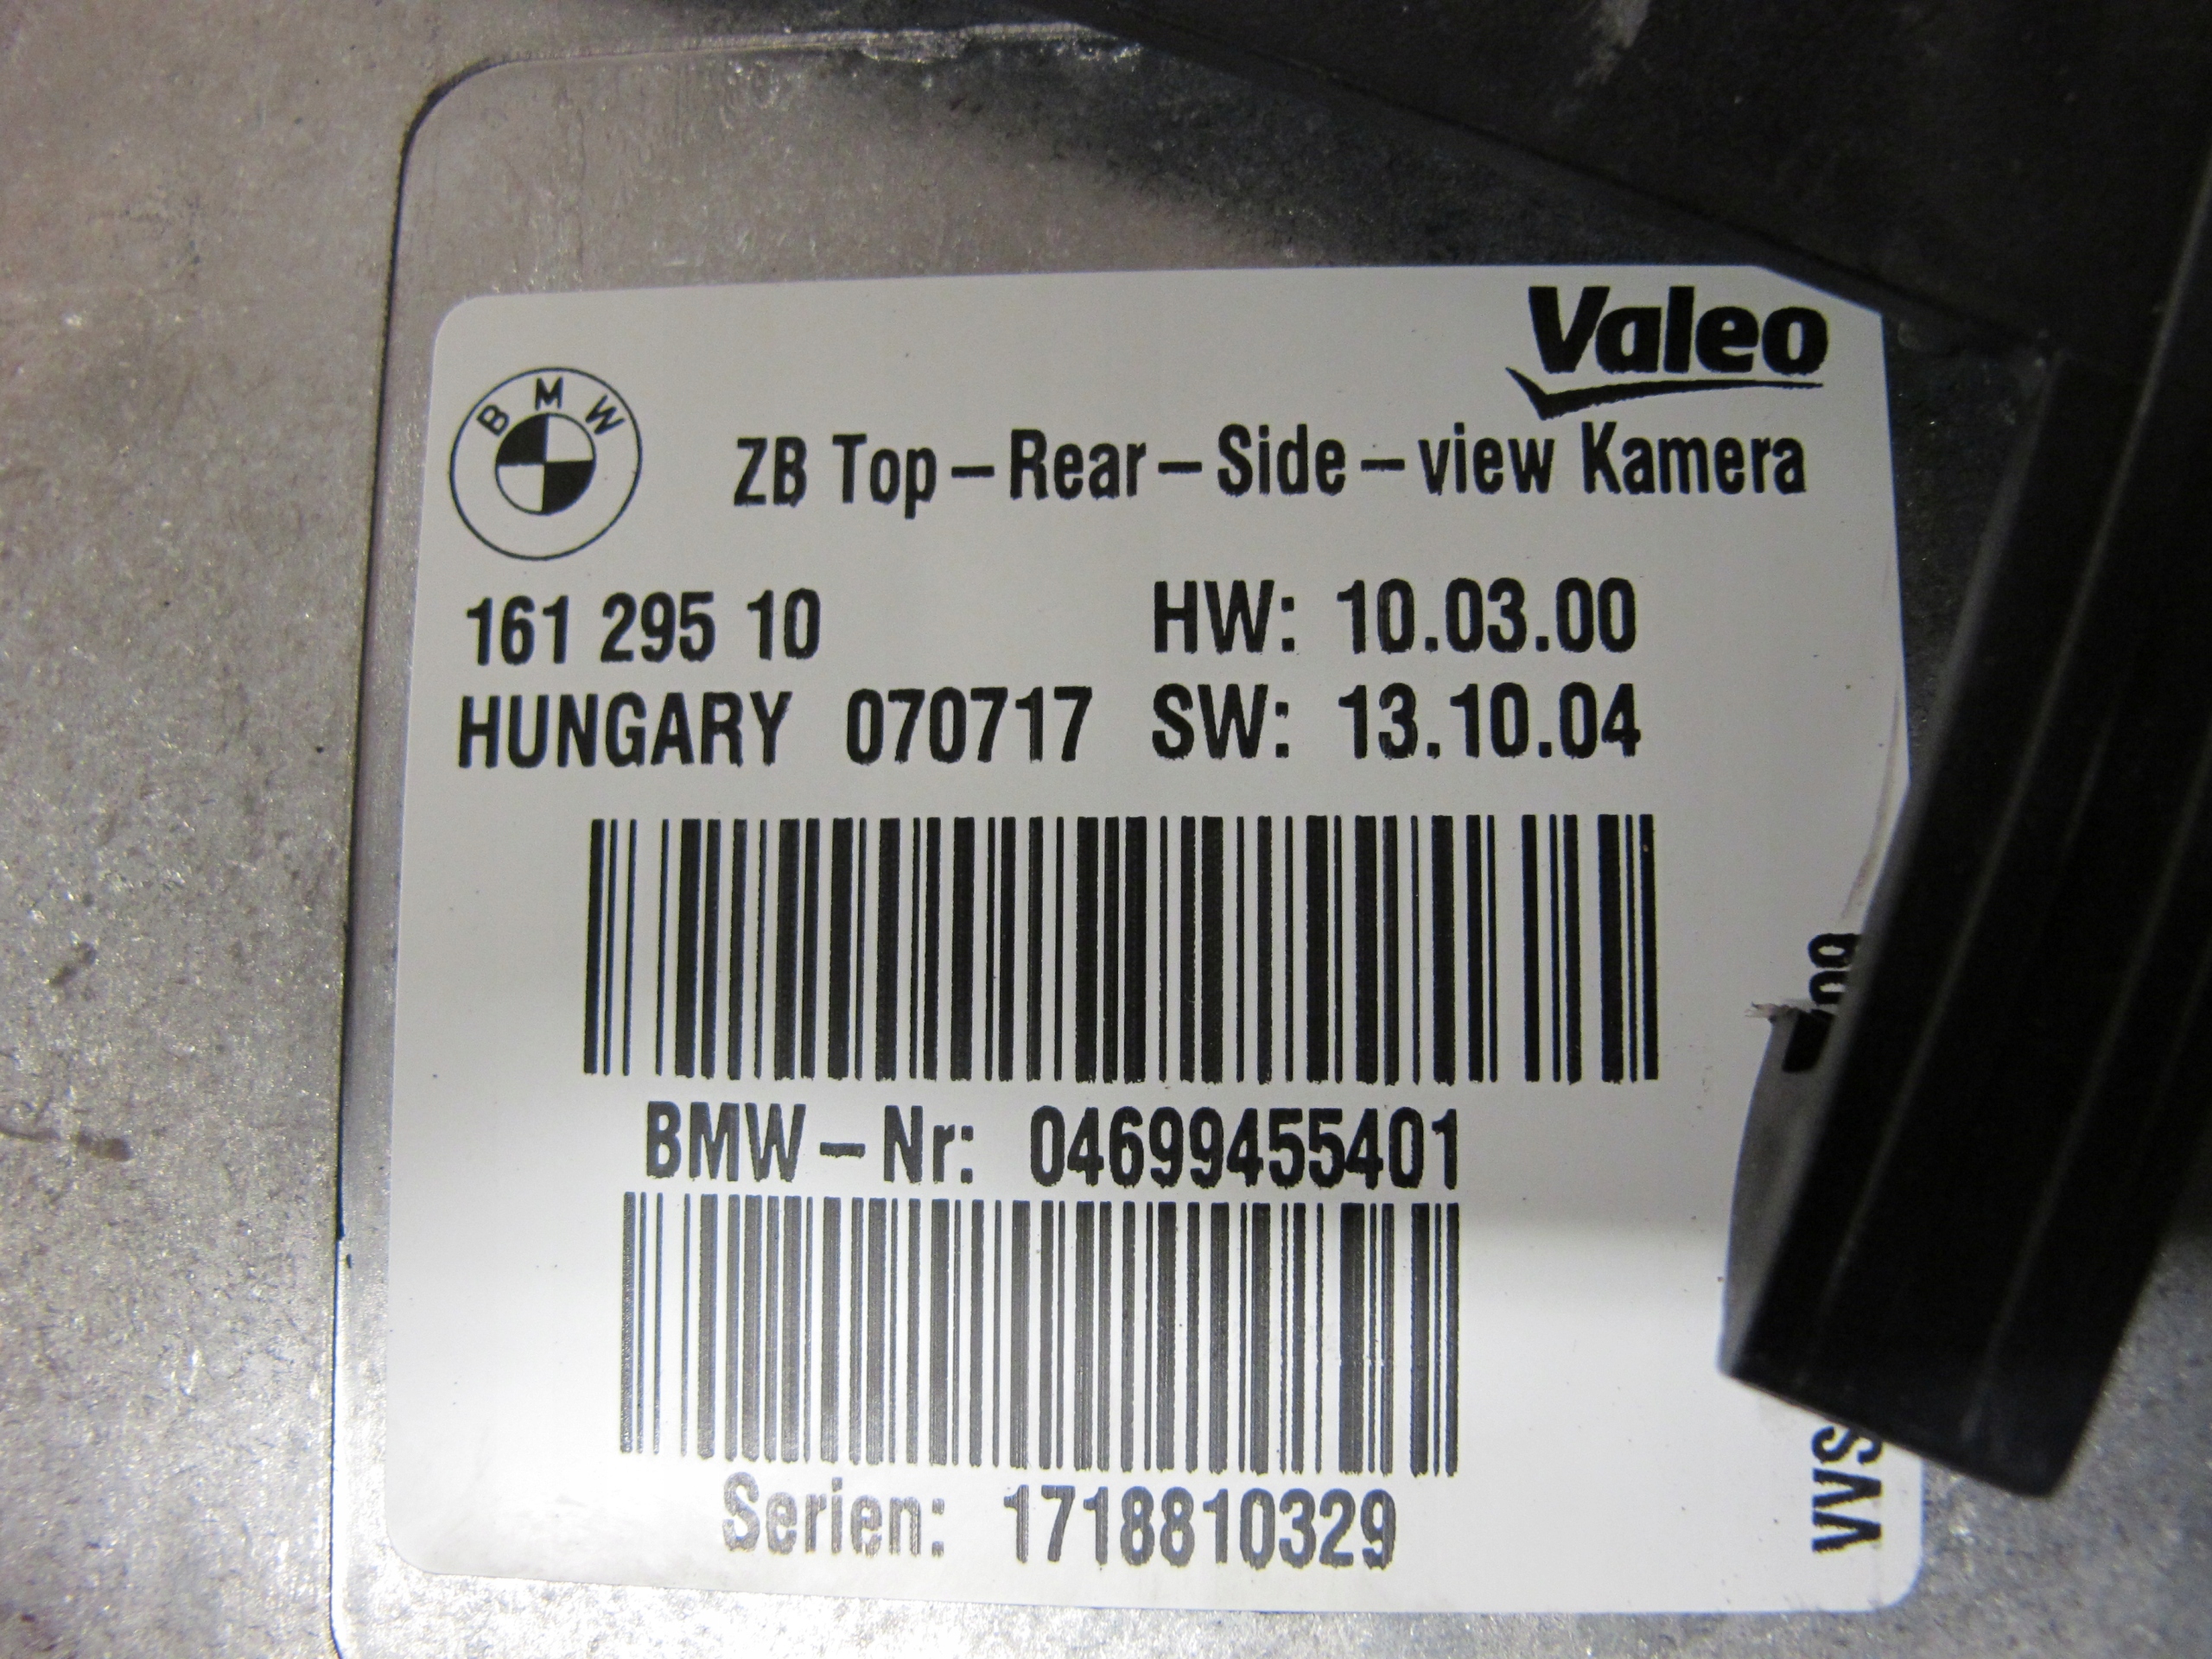 Valeo
BMW
ZB Top-Rear-Side-view Kamera
161 295 10 HW: 10.03.00
HUNGARY 070717 SW: 13.10.04
BMW-Nr: 04699455401
Serien: 1718810329